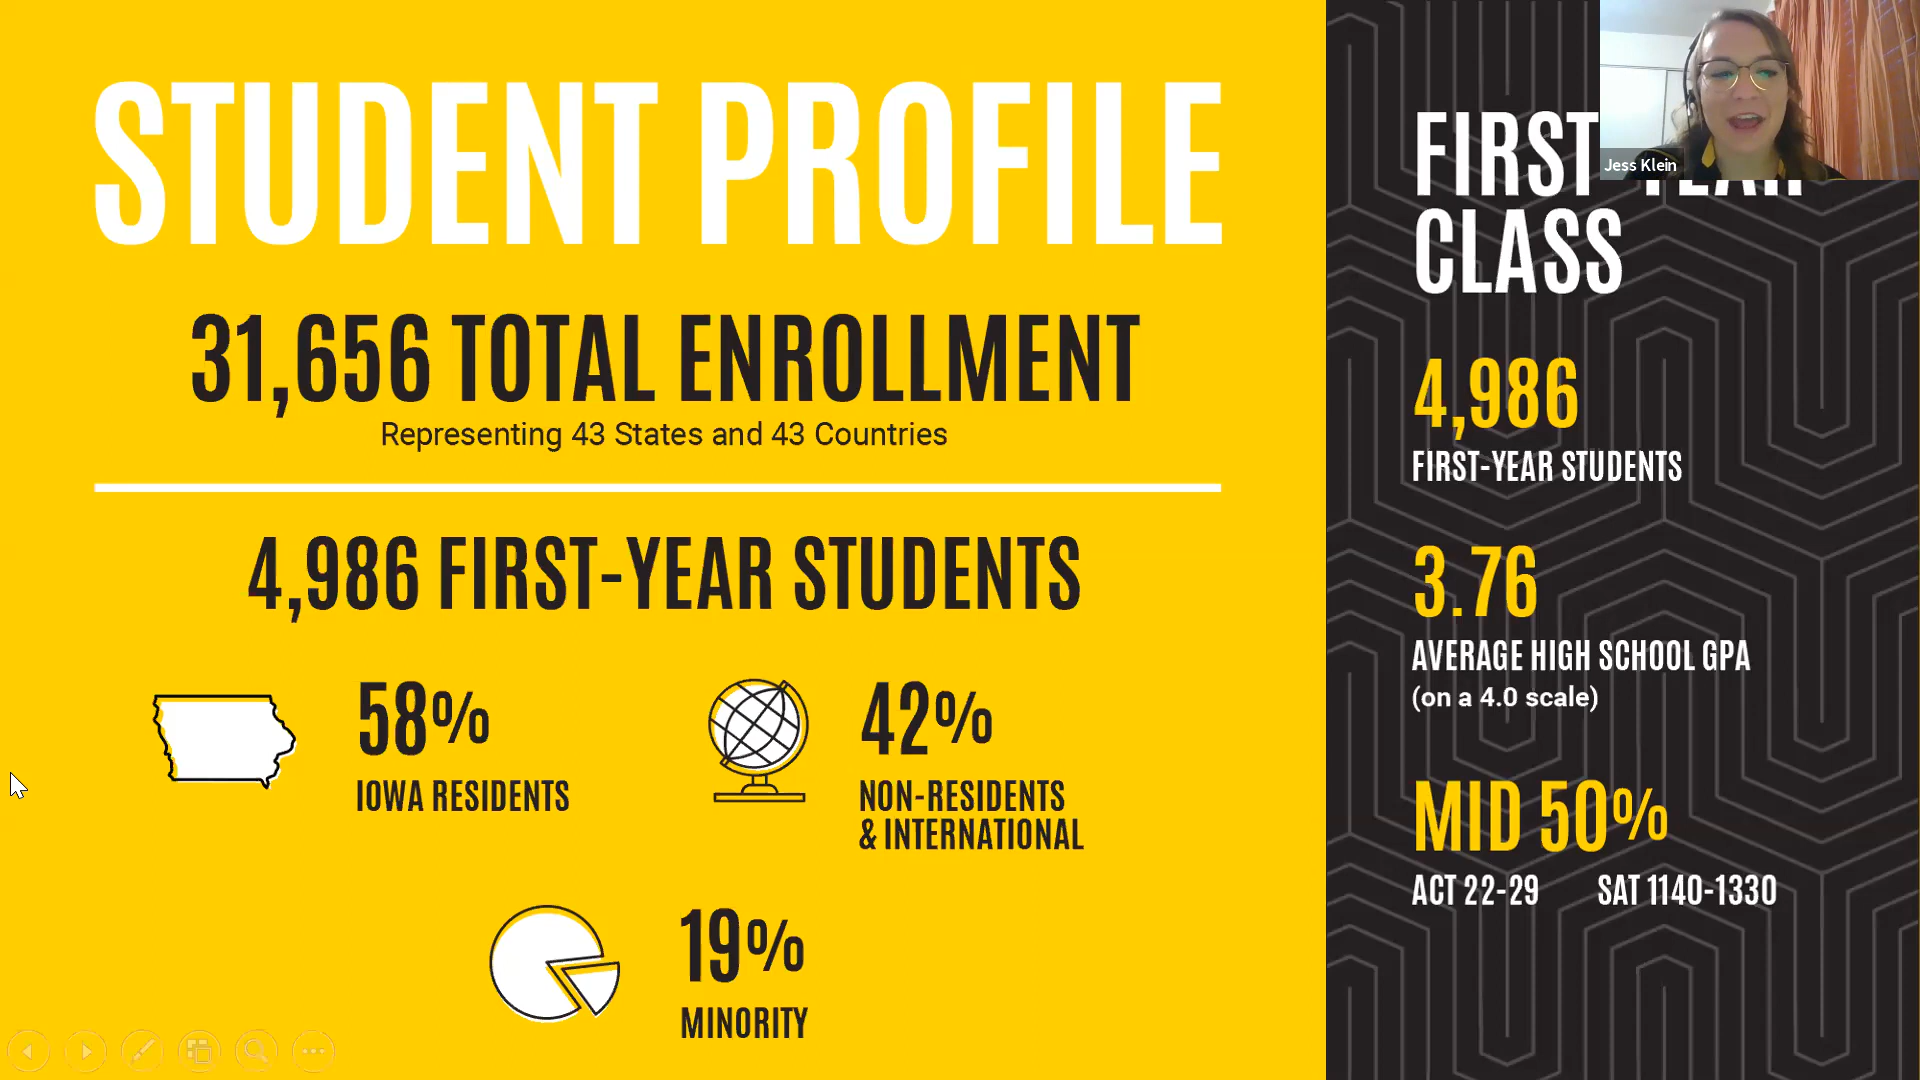 STUDENT PROFILE
31,656 TOTAL ENROLLMENT
Representing 43 States and 43 Countries
4,986 FIRST-YEAR STUDENTS
58%
IOWA RESIDENTS
42%
NON-RESIDENTS
& INTERNATIONAL
19%
MINORITY
Jess Klein
FIRST-YEAR
CLASS
4,986
FIRST-YEAR STUDENTS
3.76
AVERAGE HIGH SCHOOL GPA
(on a 4.0 scale)
MID 50%
ACT 22-29 SAT 1140-1330